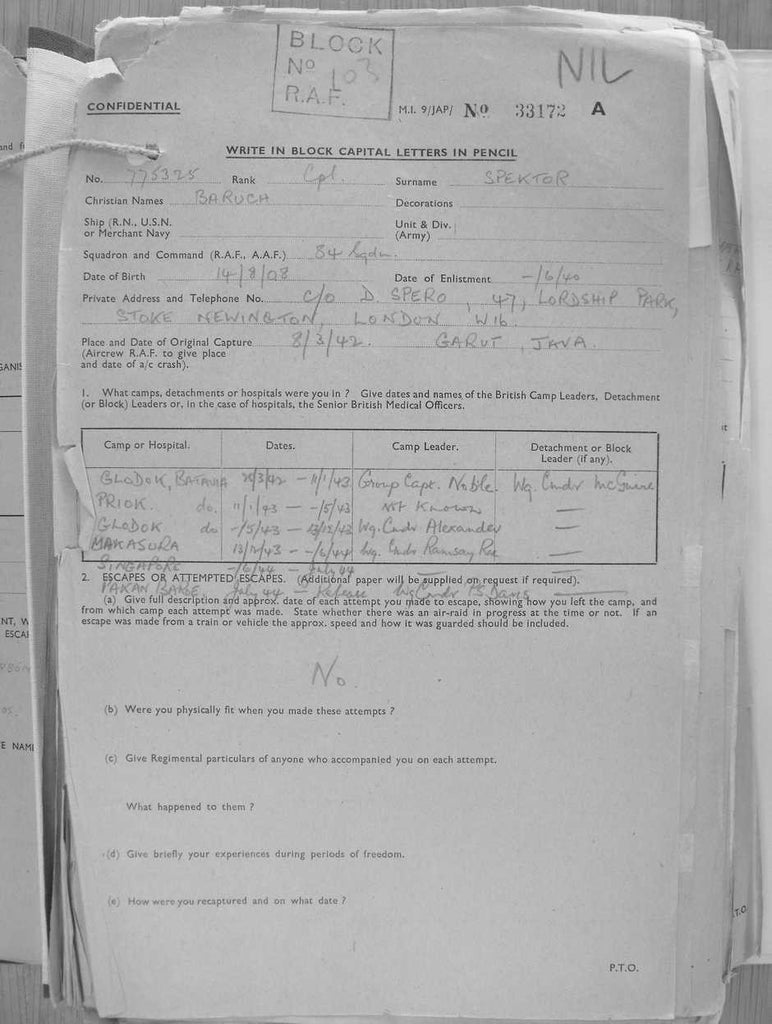 BLOCK
Nº 103
R.A.F.
NIL
CONFIDENTIAL
M.I. 9/JAP/ Nº 33172 A
WRITE IN BLOCK CAPITAL LETTERS IN PENCIL
No. 775325 Rank Cpl. Surname SPEKTOR
Christian Names BARUCH Decorations
Ship (R.N., U.S.N. or Merchant Navy Unit & Div. (Army)
Squadron and Command (R.A.F., A.A.F.) 84 Sqdn.
Date of Birth 14/8/08 Date of Enlistment -/6/40
Private Address and Telephone No. C/O D. SPERO, 47, LORDSHIP PARK,
STOKE NEWINGTON, LONDON N16.
Place and Date of Original Capture 8/3/42. GARUT, JAVA.
(Aircrew R.A.F. to give place
and date of a/c crash).
1. What camps, detachments or hospitals were you in ? Give dates and names of the British Camp Leaders, Detachment
(or Block) Leaders or, in the case of hospitals, the Senior British Medical Officers.
Camp or Hospital. Dates. Camp Leader. Detachment or Block Leader (if any).
GLODOK, BATAVIA /3/42 - 11/1/43 Group Capt. Noble. Wg. Cmdr McGuire
PRIOK. do. 11/1/43 - -/5/43 Not Known —
GLODOK do -/5/43 - 13/12/43 Wg. Cmdr Alexander —
MAKASURA 13/12/43 - -/6/44 Wg. Cmdr Ramsay Rae —
SINGAPORE -/6/44 - July 44
2. ESCAPES OR ATTEMPTED ESCAPES. (Additional paper will be supplied on request if required).
PAKAN BAROE July 44 - Release Wg Cmdr PS Davis —
(a) Give full description and approx. date of each attempt you made to escape, showing how you left the camp, and
from which camp each attempt was made. State whether there was an air-raid in progress at the time or not. If an
escape was made from a train or vehicle the approx. speed and how it was guarded should be included.
No
(b) Were you physically fit when you made these attempts ?
(c) Give Regimental particulars of anyone who accompanied you on each attempt.
What happened to them ?
(d) Give briefly your experiences during periods of freedom.
(e) How were you recaptured and on what date ?
P.T.O.